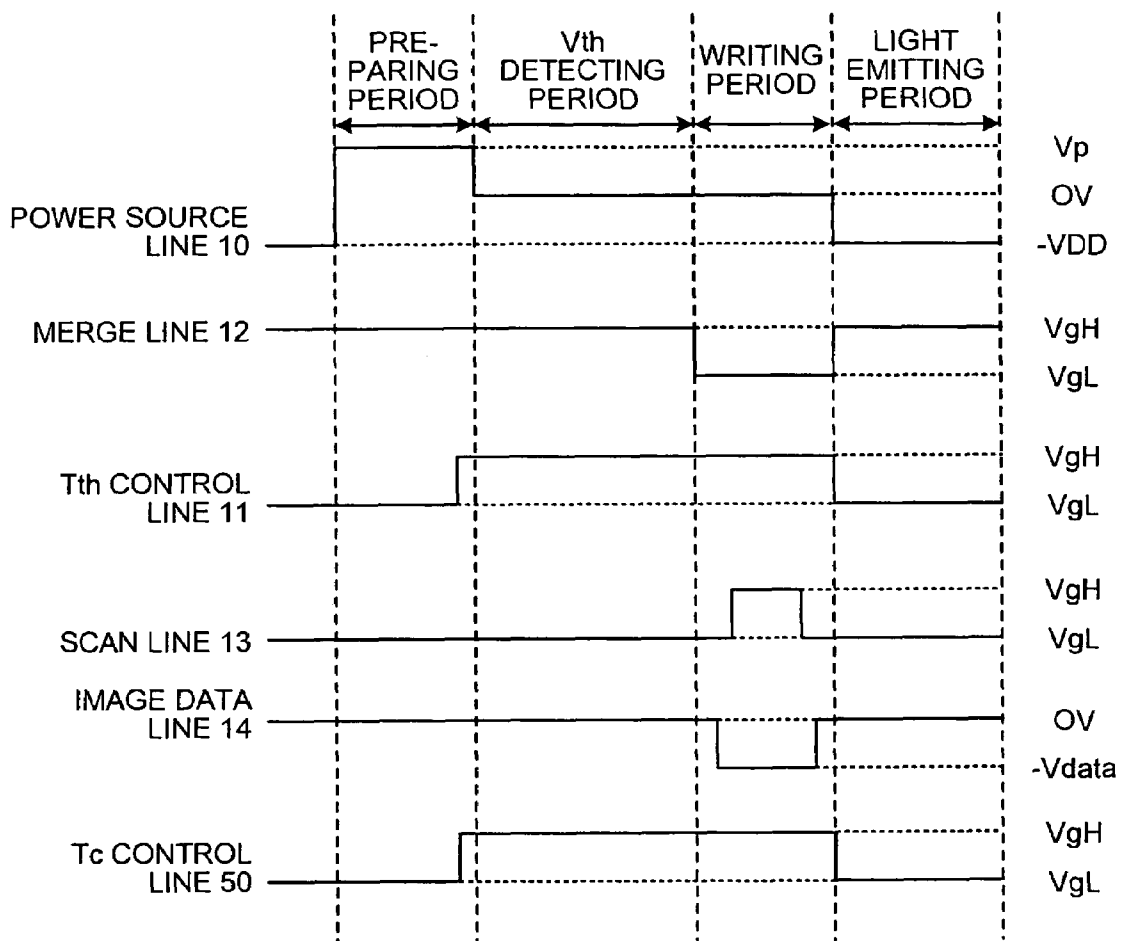 PRE-
PARING
PERIOD
Vth
DETECTING
PERIOD
WRITING
PERIOD
LIGHT
EMITTING
PERIOD
Vp
OV
-VDD
POWER SOURCE
LINE 10
MERGE LINE 12
VgH
VgL
Tth CONTROL
LINE 11
VgH
VgL
SCAN LINE 13
VgH
VgL
IMAGE DATA
LINE 14
OV
-Vdata
Tc CONTROL
LINE 50
VgH
VgL